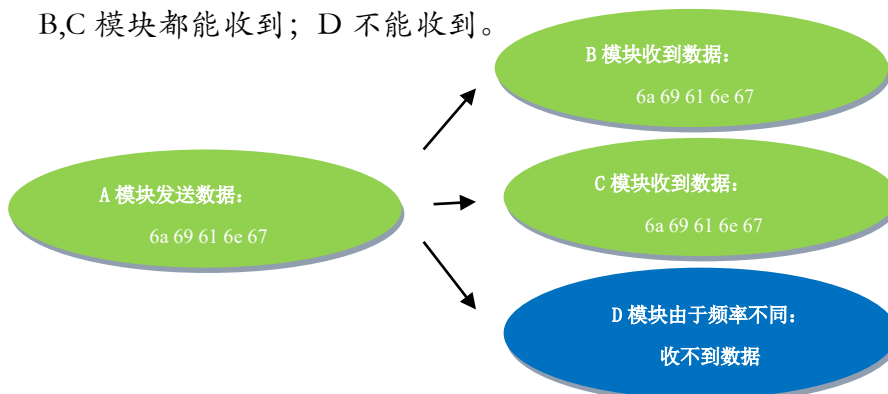 B,C 模块都能收到；D 不能收到。
B 模块收到数据：
6a 69 61 6e 67
A 模块发送数据：
6a 69 61 6e 67
C 模块收到数据：
6a 69 61 6e 67
D 模块由于频率不同：
收不到数据